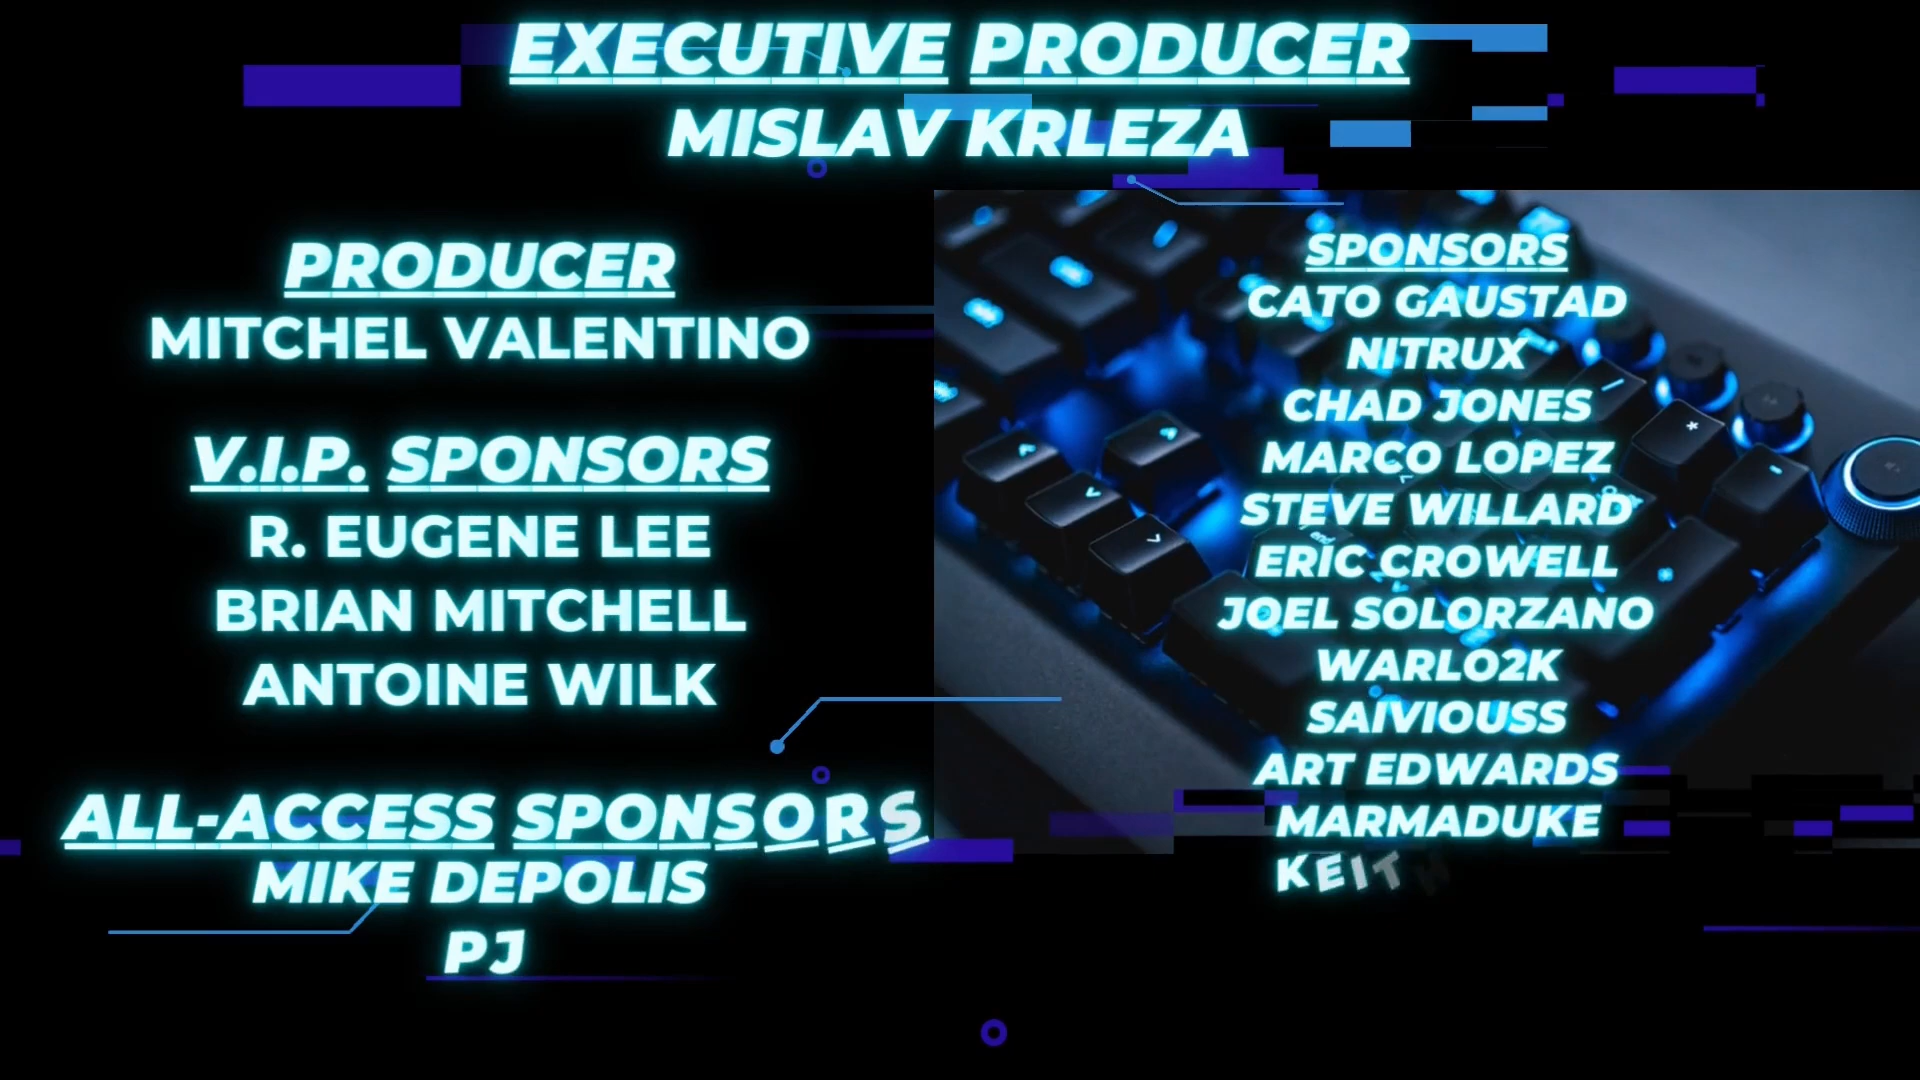 EXECUTIVE PRODUCER
MISLAV KRLEZA
PRODUCER
MITCHEL VALENTINO
V.I.P. SPONSORS
R. EUGENE LEE
BRIAN MITCHELL
ANTOINE WILK
ALL-ACCESS SPONSORS
MIKE DEPOLIS
PJ
SPONSORS
CATO GAUSTAD
NITRUX
CHAD JONES
MARCO LOPEZ
STEVE WILLARD
ERIC CROWELL
JOEL SOLORZANO
WARLO2K
SAIVIOUSS
ART EDWARDS
MARMADUKE
KEITH